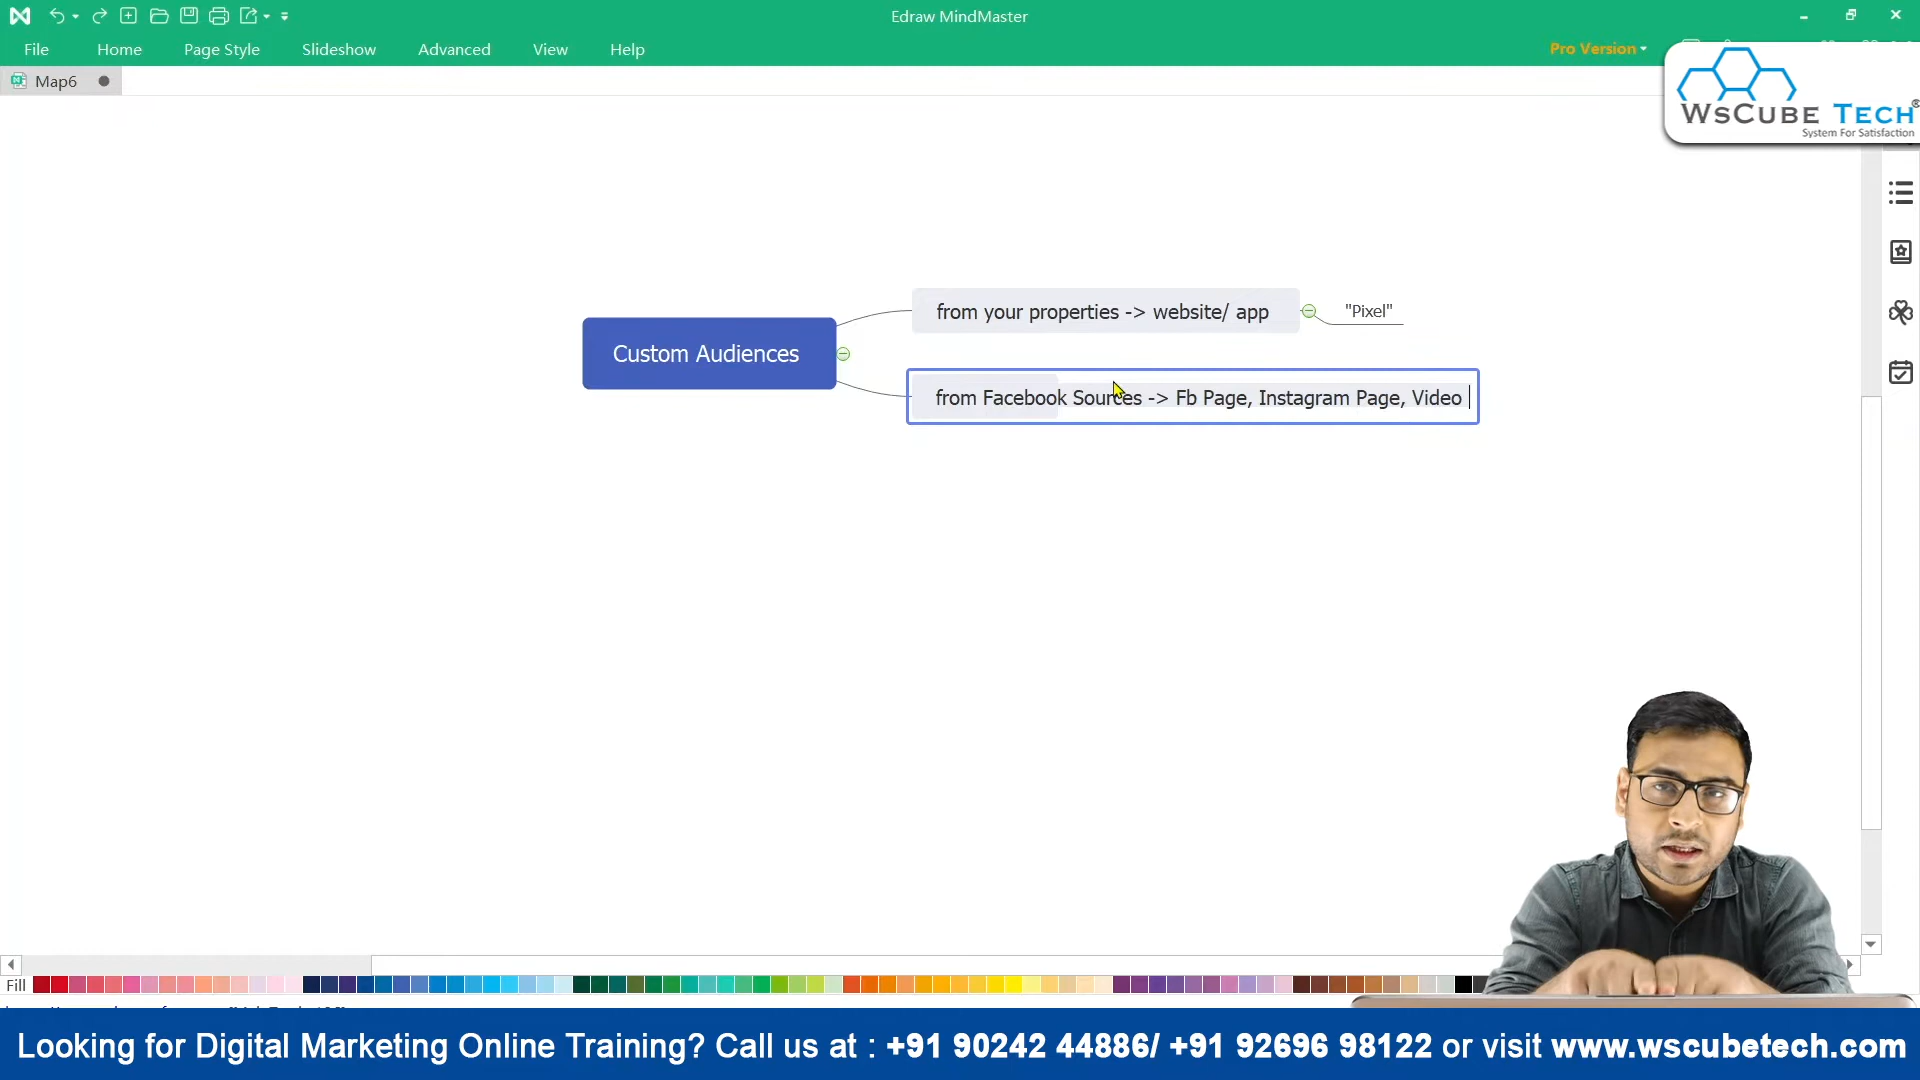 Edraw MindMaster
File Home Page Style Slideshow Advanced View Help
Pro Version
Map6
WsCube Tech®
System For Satisfaction
from your properties -> website/ app
"Pixel"
Custom Audiences
from Facebook Sources -> Fb Page, Instagram Page, Video
Fill
Looking for Digital Marketing Online Training? Call us at : +91 90242 44886/ +91 92696 98122 or visit www.wscubetech.com